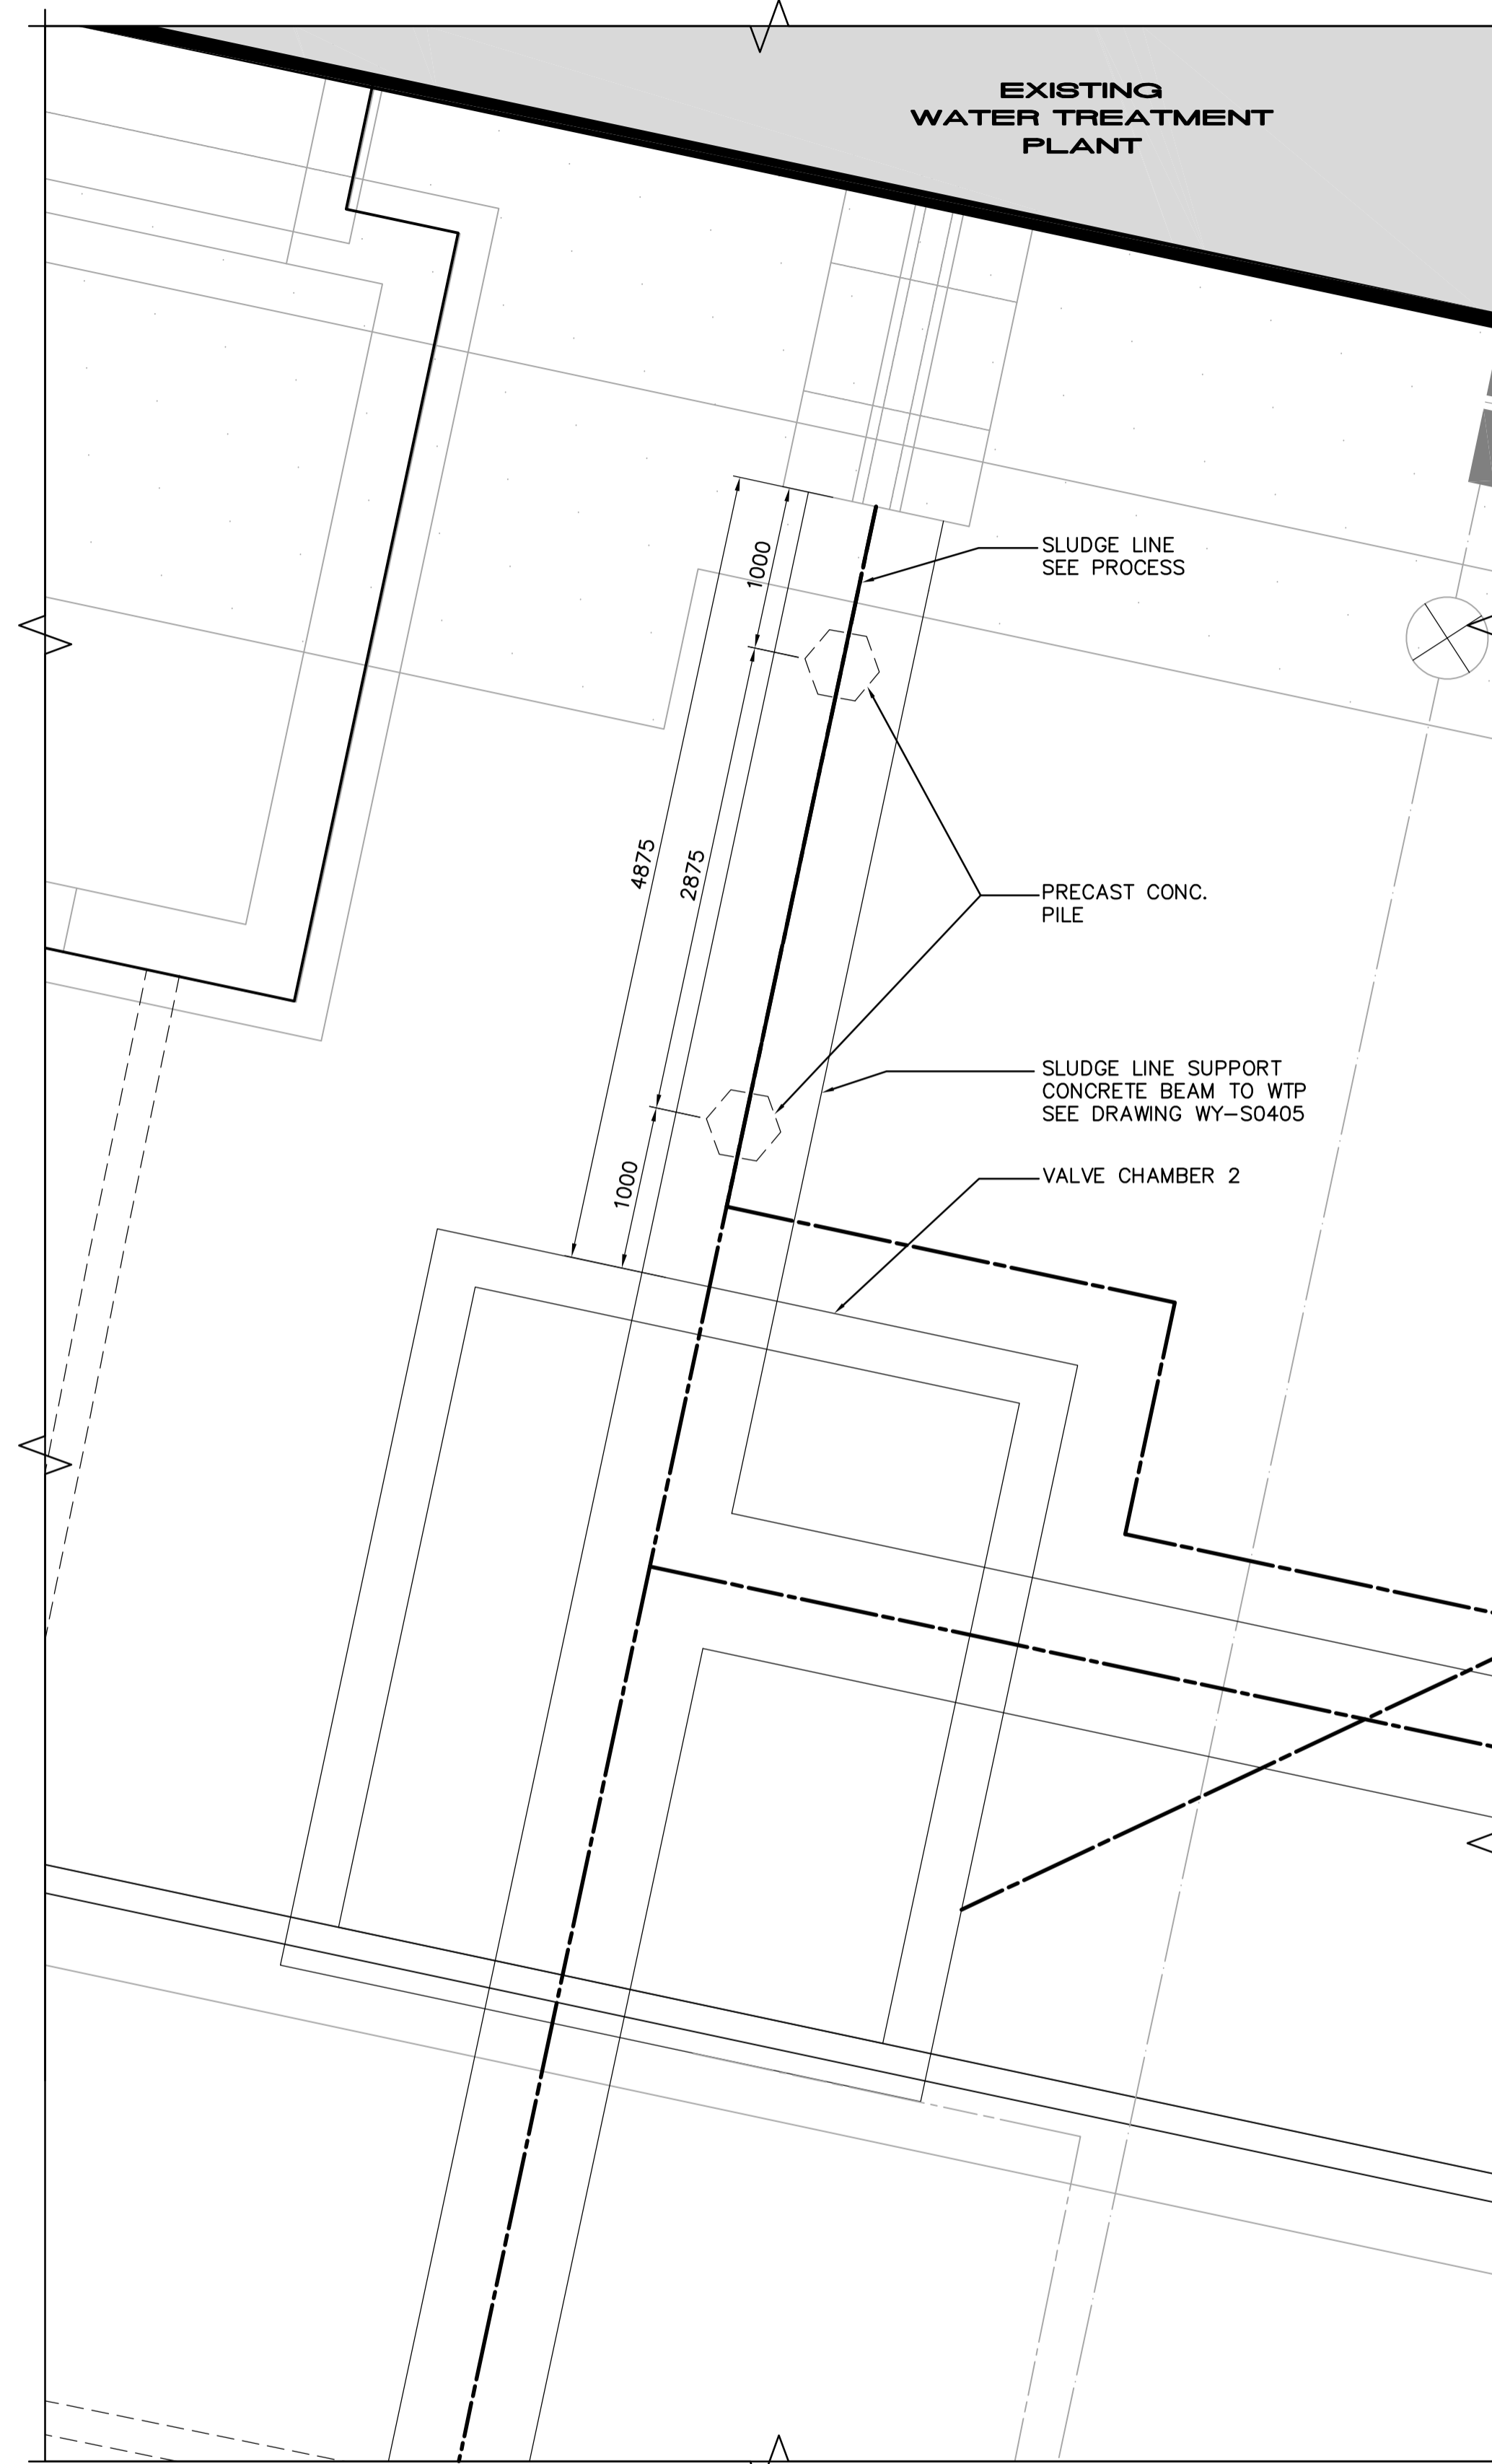 EXISTING
WATER TREATMENT
PLANT
SLUDGE LINE
SEE PROCESS
1000
4875
2875
PRECAST CONC.
PILE
SLUDGE LINE SUPPORT
CONCRETE BEAM TO WTP
SEE DRAWING WY-S0405
1000
VALVE CHAMBER 2